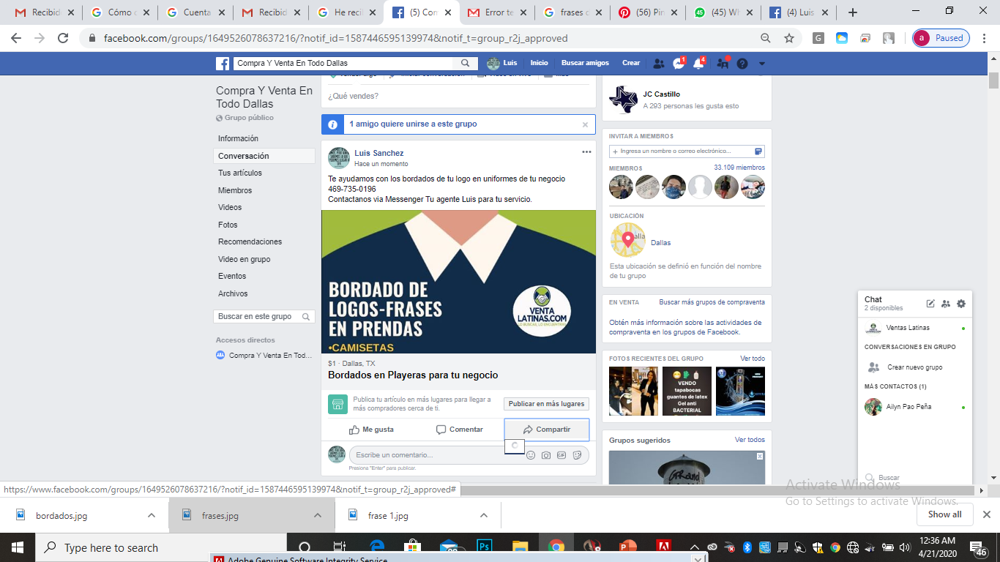 Recibid
Cómo
Cuenta
Recibid
He reci
(5) Com
Error te
frases
(56) Pin
(45) Wh
(4) Luis
facebook.com/groups/1649526078637216/?notif_id=1587446595139974&notif_t=group_r2j_approved
Paused
Compra Y Venta En Todo Dallas
Luis
Inicio
Buscar amigos
Crear
1
4
Compra Y Venta En
Todo Dallas
Grupo público
Información
Conversación
Tus artículos
Miembros
Videos
Fotos
Recomendaciones
Video en grupo
Eventos
Archivos
Buscar en este grupo
Accesos directos
Compra Y Venta En Tod...
¿Qué vendes?
1 amigo quiere unirse a este grupo
Luis Sanchez
Hace un momento
Te ayudamos con los bordados de tu logo en uniformes de tu negocio
469-735-0196
Contactanos via Messenger Tu agente Luis para tu servicio.
BORDADO DE
LOGOS-FRASES
EN PRENDAS
•CAMISETAS
VENTA
LATINAS.COM
LO BUSCAS, LO ENCUENTRAS
$1 · Dallas, TX
Bordados en Playeras para tu negocio
Publica tu artículo en más lugares para llegar a
más compradores cerca de ti.
Publicar en más lugares
Me gusta
Comentar
Compartir
Escribe un comentario...
Presiona "Enter" para publicar.
JC Castillo
A 293 personas les gusta esto
INVITAR A MIEMBROS
+ Ingresa un nombre o correo electrónico...
MIEMBROS
33.109 miembros
UBICACIÓN
Dallas
Esta ubicación se definió en función del nombre
de tu grupo
EN VENTA
Buscar más grupos de compraventa
Obtén más información sobre las actividades de
compraventa en los grupos de Facebook.
FOTOS RECIENTES DEL GRUPO
Ver todo
VENDO
tapabocas
guantes de latex
Gel anti
BACTERIAL
Grupos sugeridos
Ver todos
Chat
2 disponibles
Ventas Latinas
CONVERSACIONES EN GRUPO
Crear nuevo grupo
MÁS CONTACTOS (1)
Ailyn Pao Peña
Buscar
Activate Windows
Go to Settings to activate Windows.
https://www.facebook.com/groups/1649526078637216/?notif_id=1587446595139974&notif_t=group_r2j_approved#
bordados.jpg
frases.jpg
frase 1.jpg
Show all
Type here to search
12:36 AM
4/21/2020
46
Adobe Genuine Software Integrity Service